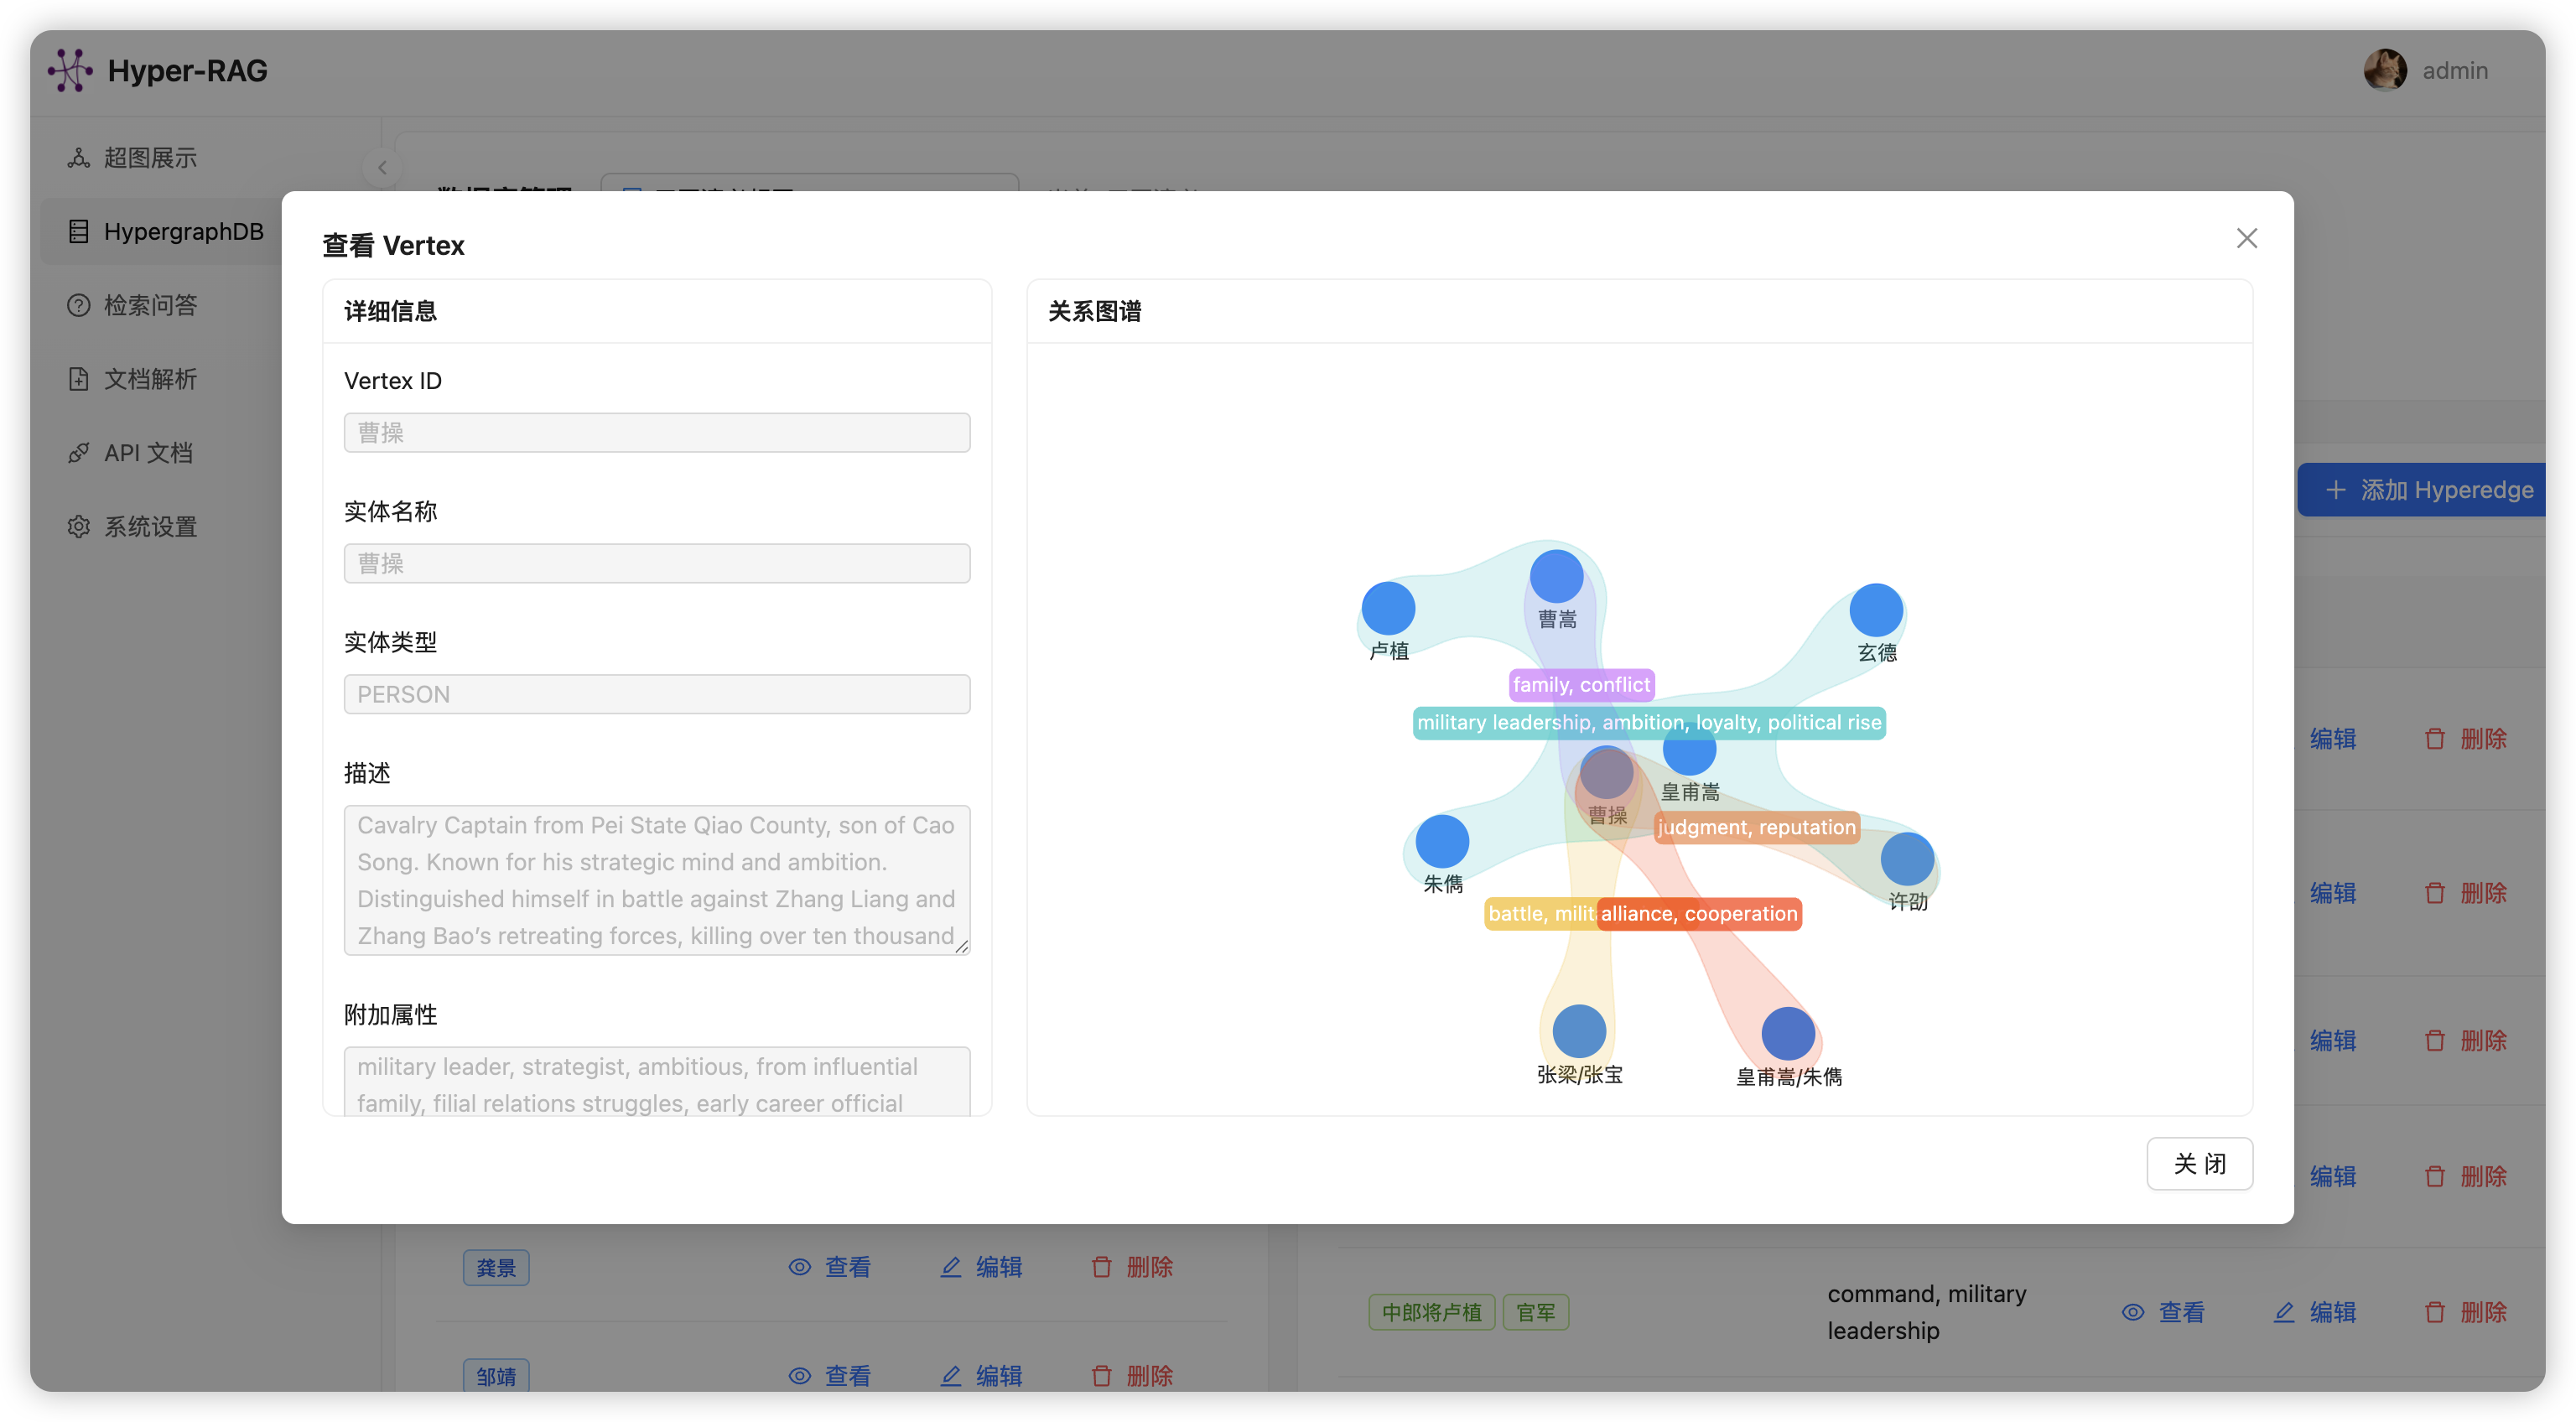 Hyper-RAG
admin
超图展示
HypergraphDB
检索问答
文档解析
API 文档
系统设置
查看 Vertex
详细信息
Vertex ID
曹操
实体名称
曹操
实体类型
PERSON
描述
Cavalry Captain from Pei State Qiao County, son of Cao
Song. Known for his strategic mind and ambition.
Distinguished himself in battle against Zhang Liang and
Zhang Bao’s retreating forces, killing over ten thousand
附加属性
military leader, strategist, ambitious, from influential
family, filial relations struggles, early career official
关系图谱
曹嵩
卢植
玄德
family, conflict
military leadership, ambition, loyalty, political rise
皇甫嵩
曹操
judgment, reputation
朱儁
许劭
battle, milit
alliance, cooperation
张梁/张宝
皇甫嵩/朱儁
关 闭
添加 Hyperedge
编辑 删除
编辑 删除
编辑 删除
编辑 删除
龚景 查看 编辑 删除
邹靖 查看 编辑 删除
中郎将卢植 官军
command, military
leadership
查看 编辑 删除